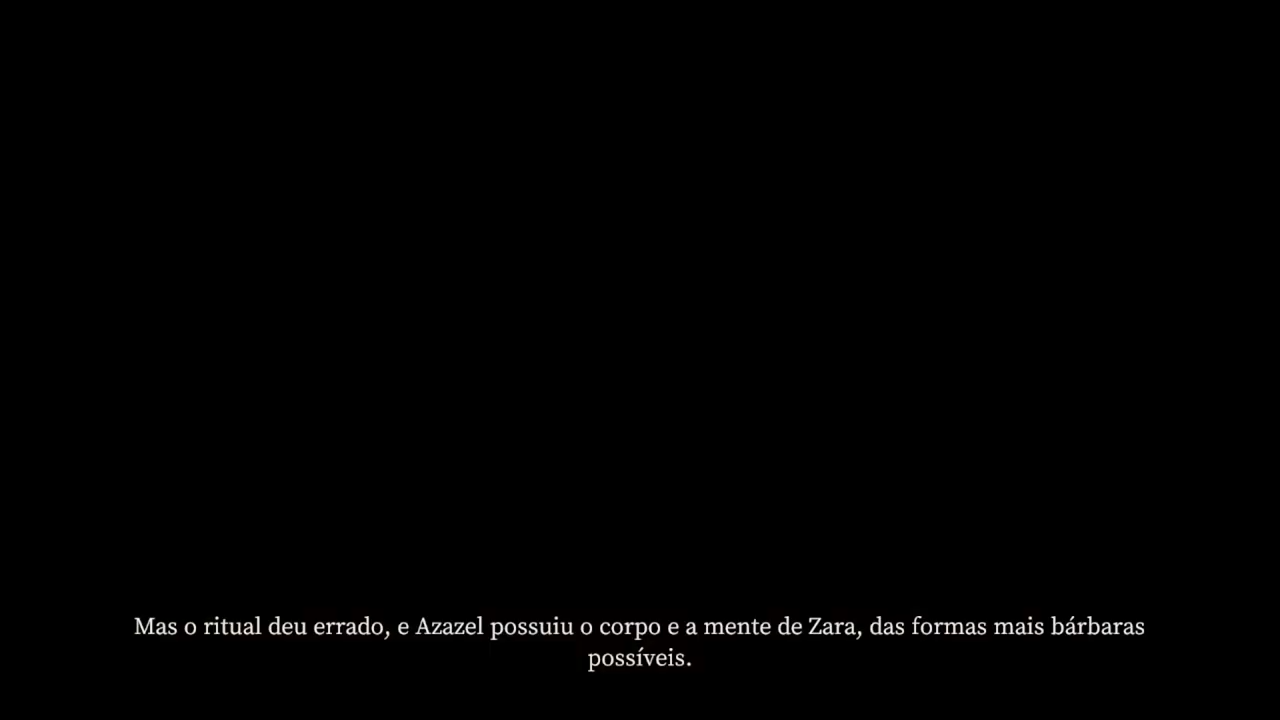 Mas o ritual deu errado, e Azazel possuiu o corpo e a mente de Zara, das formas mais bárbaras
possíveis.